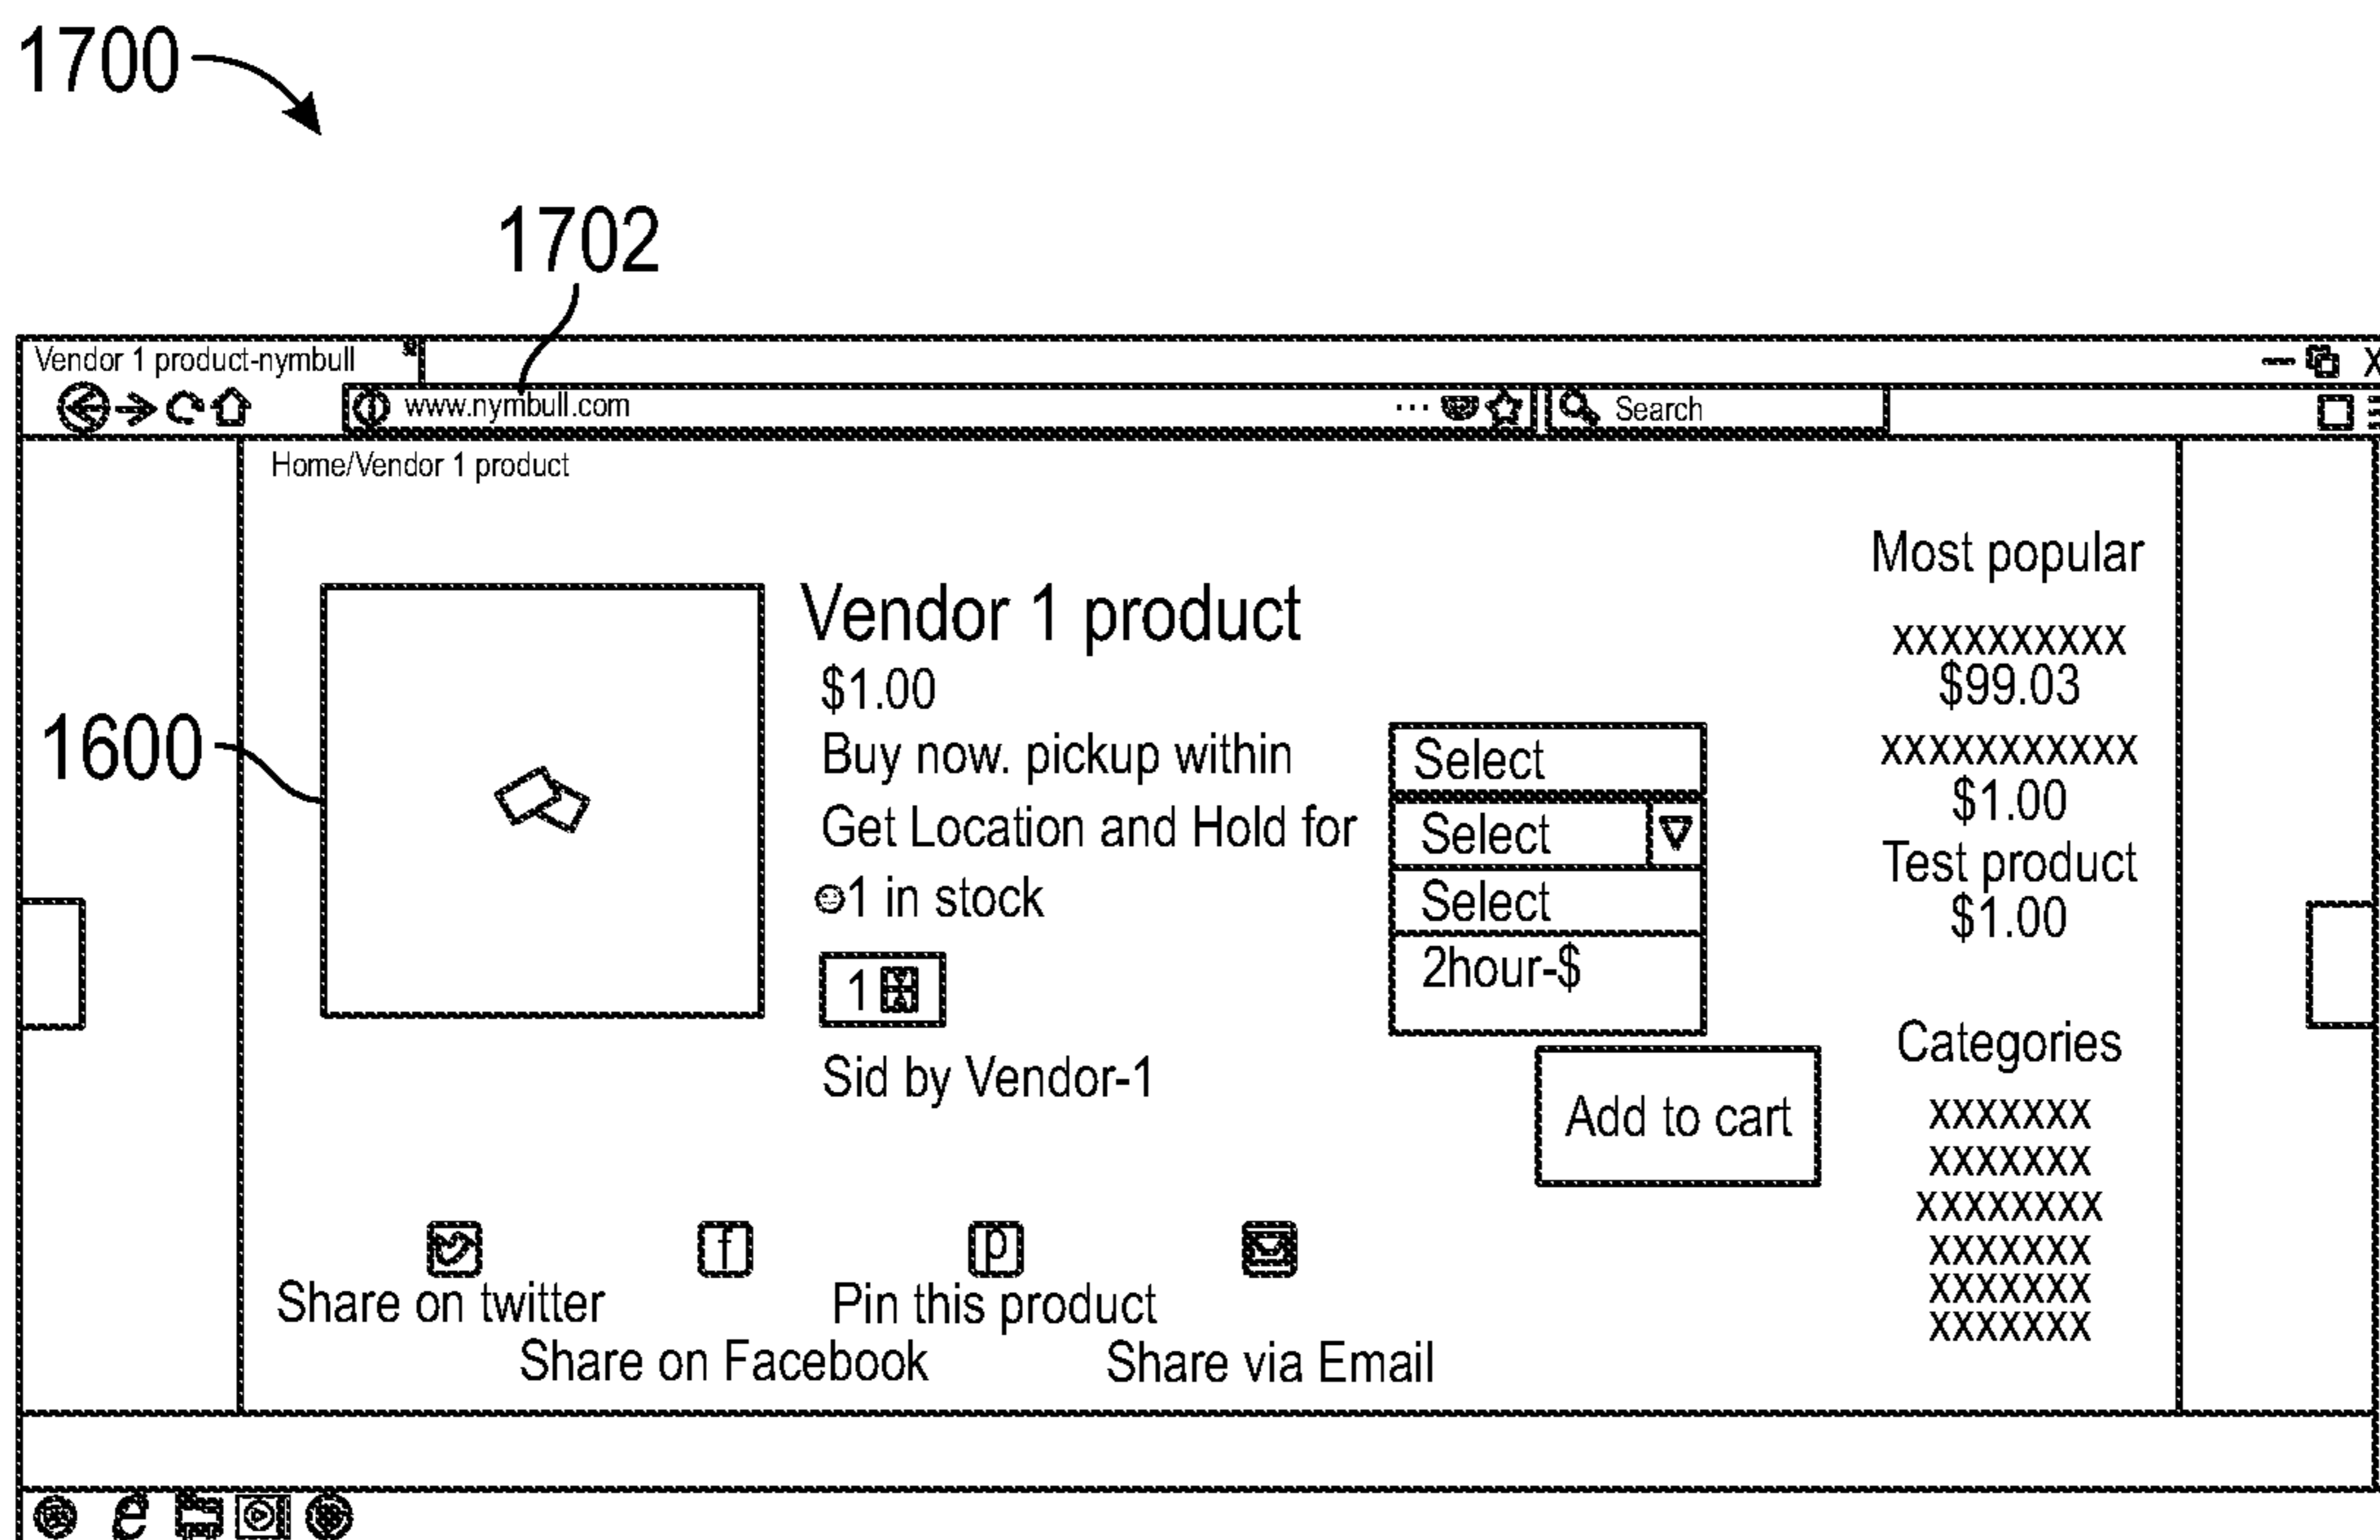 1700
1702
Vendor 1 product-nymbull
X
www.nymbull.com
...
Search
Home/Vendor 1 product
1600
Vendor 1 product
$1.00
Buy now. pickup within
Select
Get Location and Hold for
Select
1 in stock
Select
2hour-$
1
Sid by Vendor-1
Add to cart
f
p
Share on twitter
Pin this product
Share on Facebook
Share via Email
Most popular
XXXXXXXXXX
$99.03
XXXXXXXXXXX
$1.00
Test product
$1.00
Categories
XXXXXXX
XXXXXXX
XXXXXXXX
XXXXXXX
XXXXXXX
XXXXXXX
e